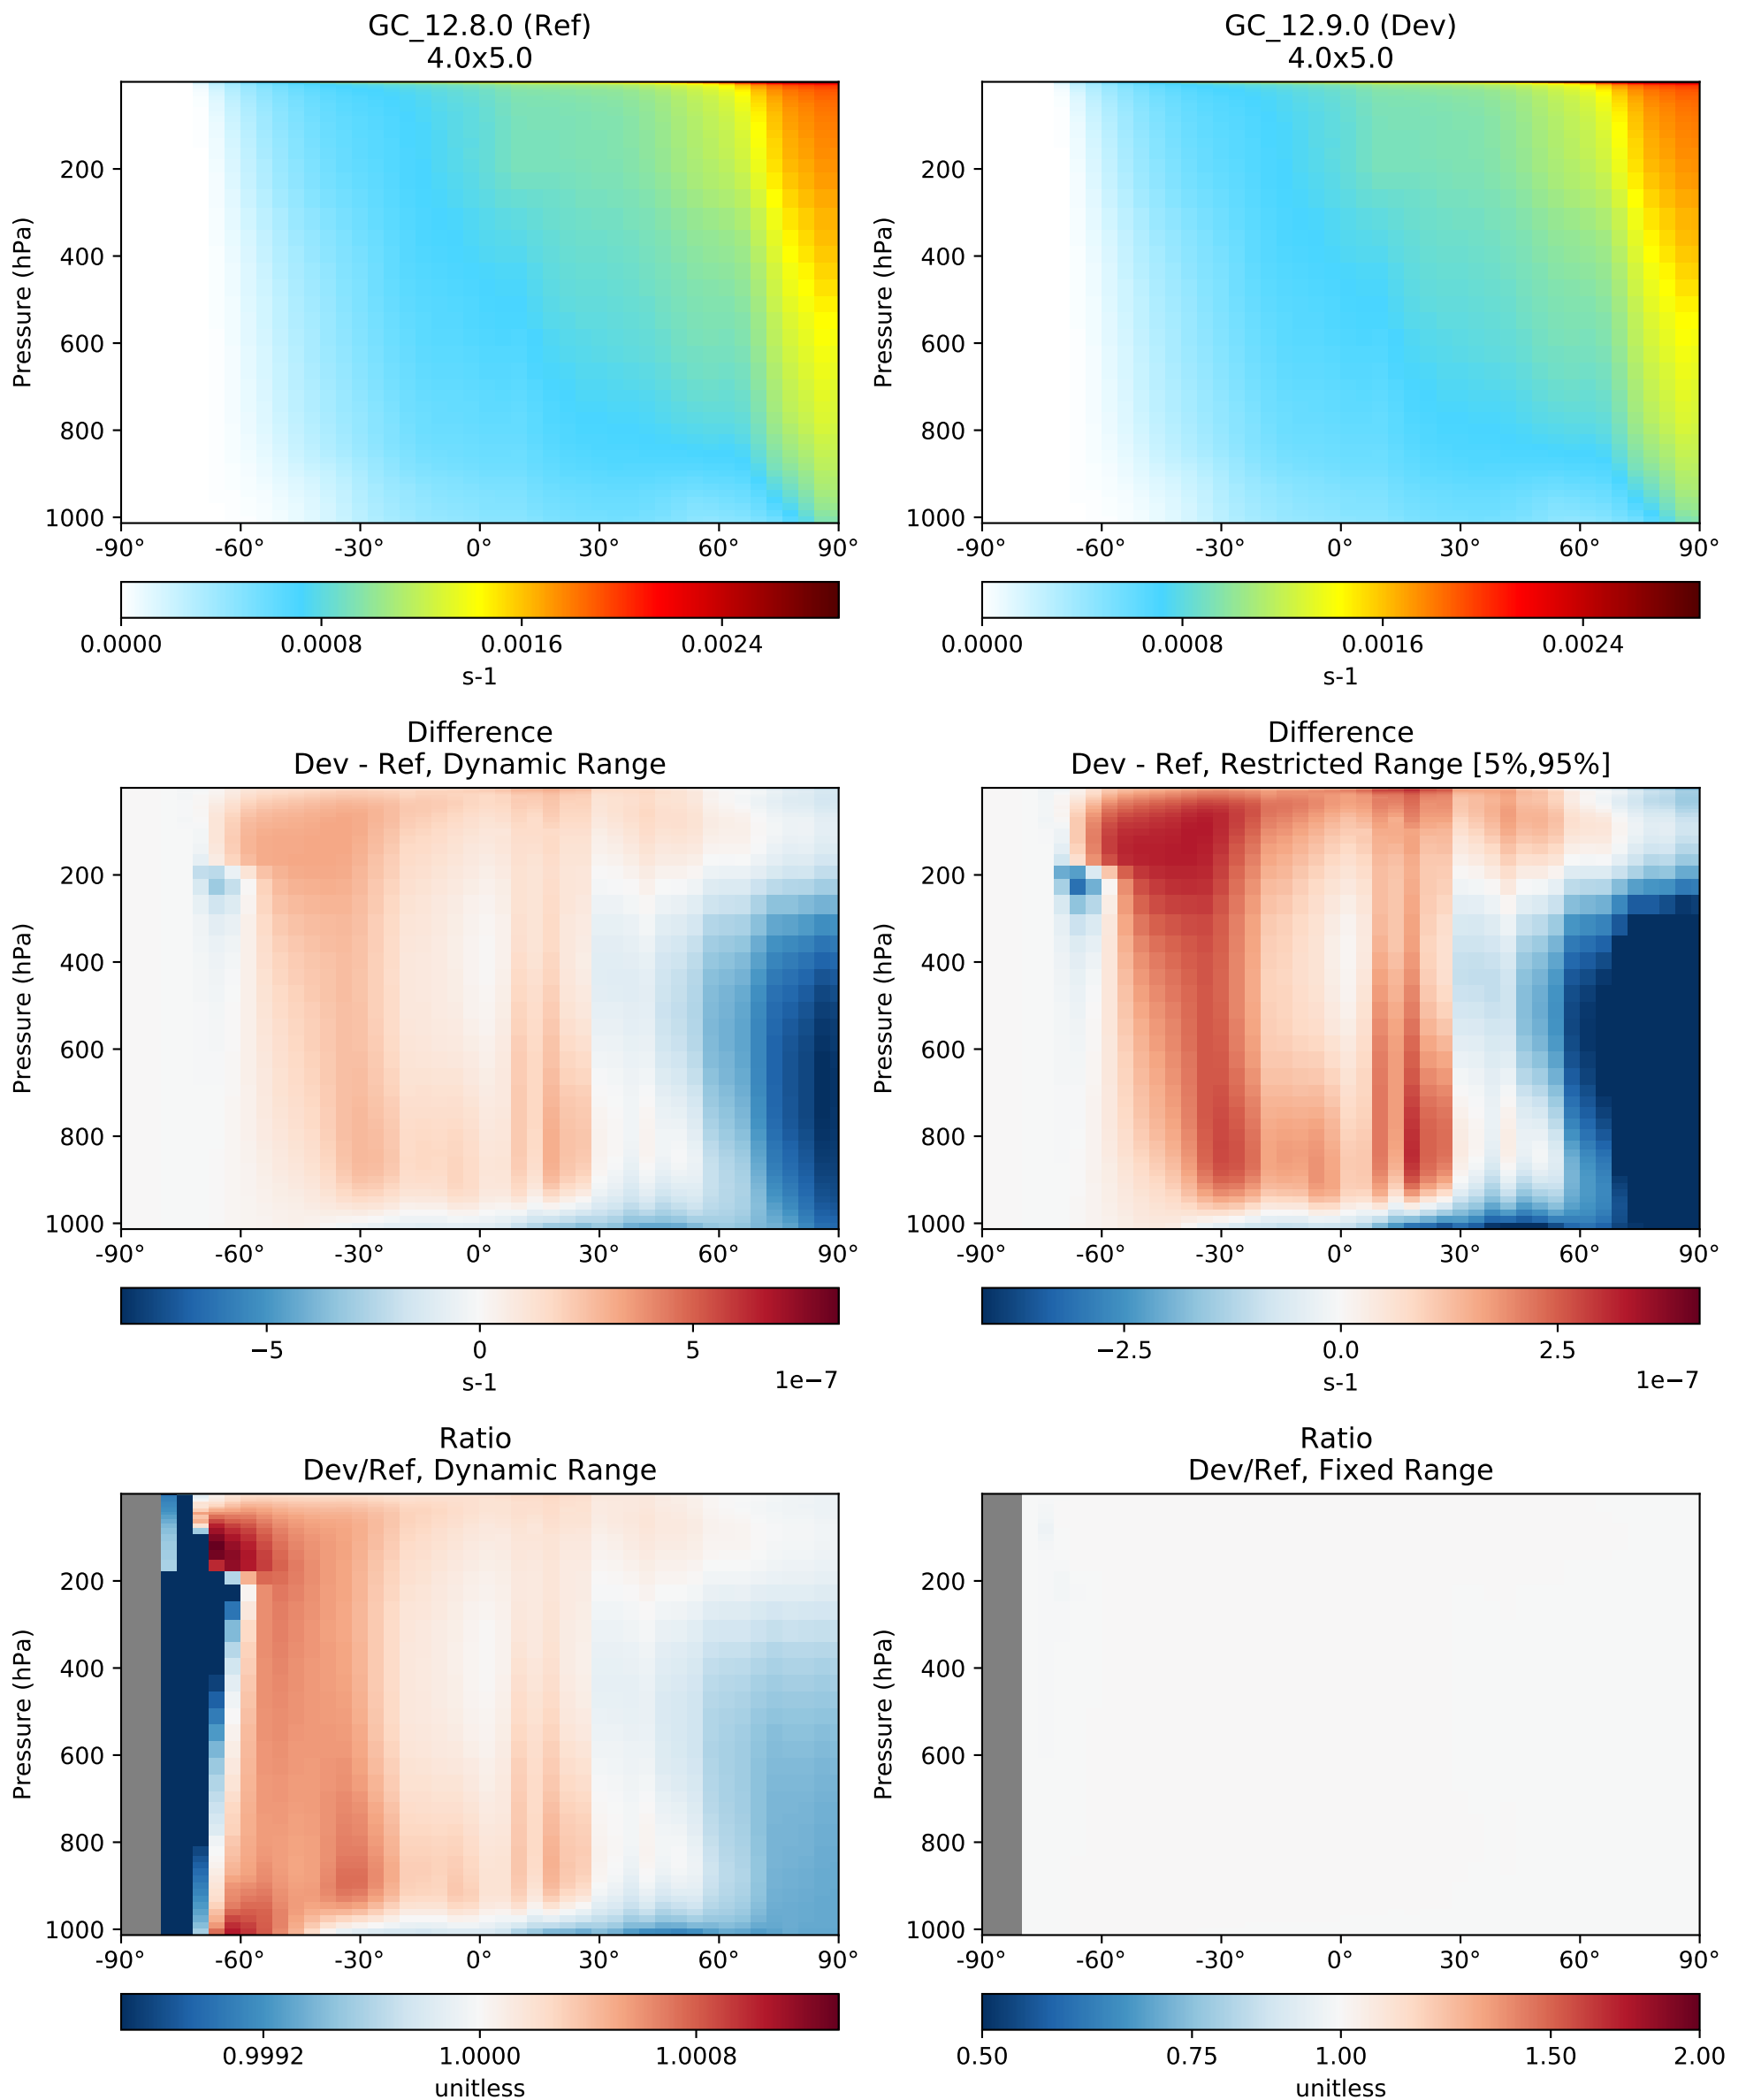 GC_12.8.0 (Ref)
4.0x5.0
Pressure (hPa)
200
400
600
800
1000
-90° -60° -30° 0° 30° 60° 90°
0.0000 0.0008 0.0016 0.0024
s-1
GC_12.9.0 (Dev)
4.0x5.0
Pressure (hPa)
200
400
600
800
1000
-90° -60° -30° 0° 30° 60° 90°
0.0000 0.0008 0.0016 0.0024
s-1
Difference
Dev - Ref, Dynamic Range
Pressure (hPa)
200
400
600
800
1000
-90° -60° -30° 0° 30° 60° 90°
−5 0 5
s-1 1e−7
Difference
Dev - Ref, Restricted Range [5%,95%]
Pressure (hPa)
200
400
600
800
1000
-90° -60° -30° 0° 30° 60° 90°
−2.5 0.0 2.5
s-1 1e−7
Ratio
Dev/Ref, Dynamic Range
Pressure (hPa)
200
400
600
800
1000
-90° -60° -30° 0° 30° 60° 90°
0.9992 1.0000 1.0008
unitless
Ratio
Dev/Ref, Fixed Range
Pressure (hPa)
200
400
600
800
1000
-90° -60° -30° 0° 30° 60° 90°
0.50 0.75 1.00 1.50 2.00
unitless